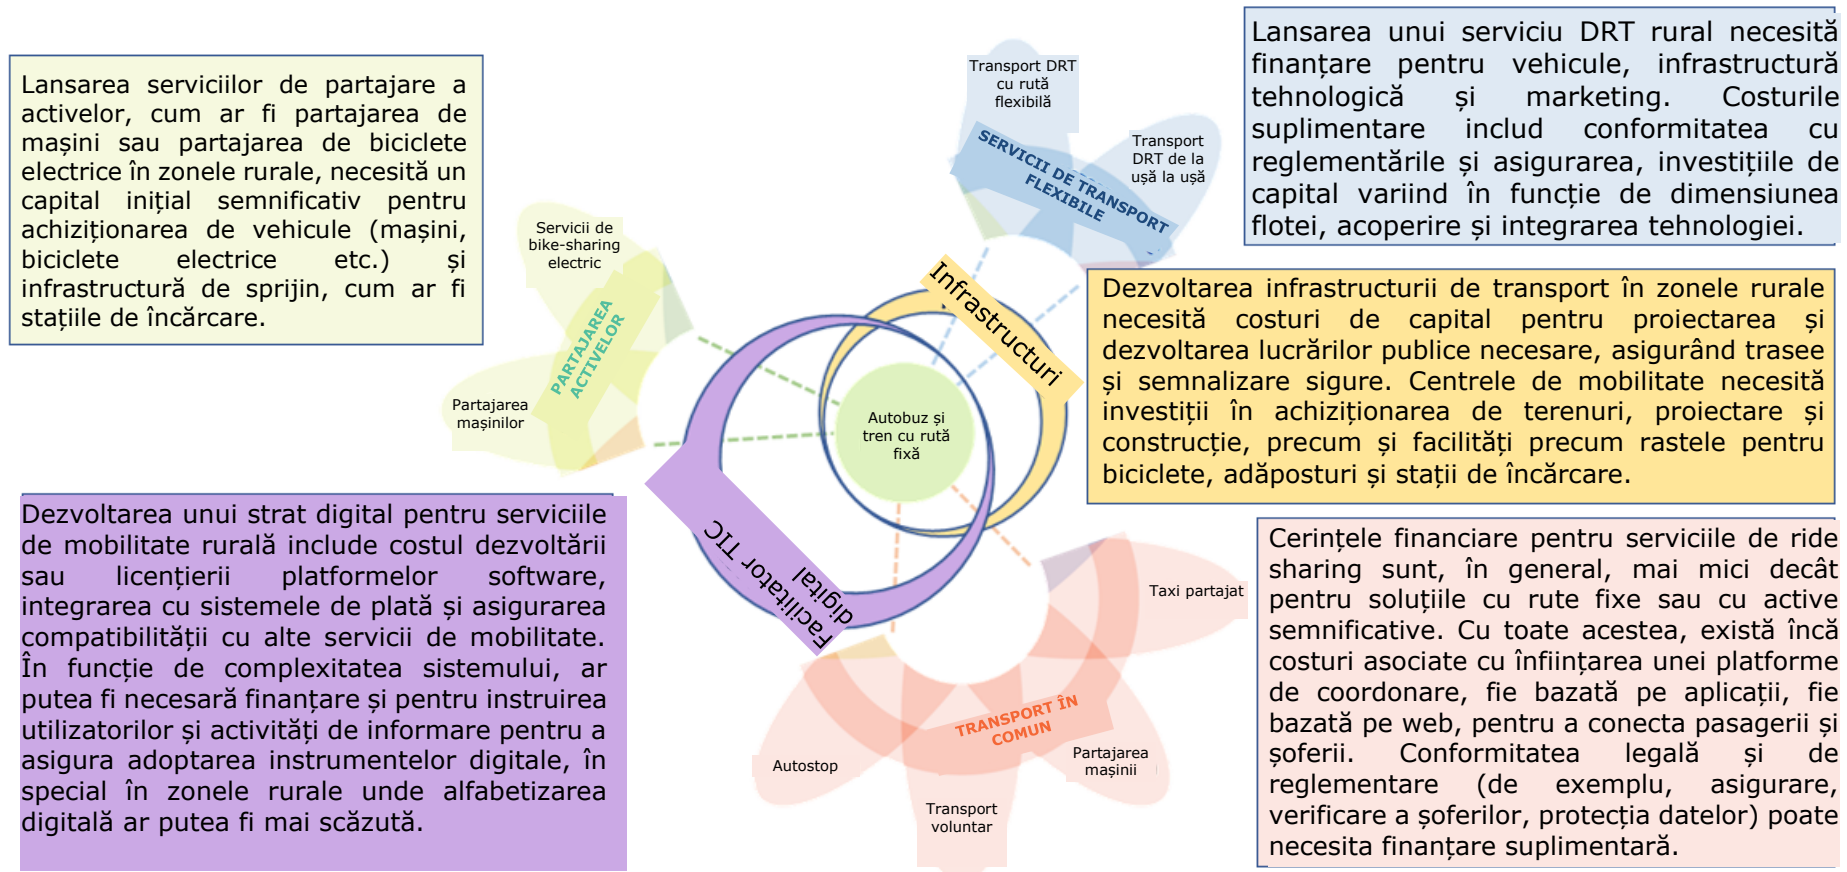 Lansarea serviciilor de partajare a
activelor, cum ar fi partajarea de
mașini sau partajarea de biciclete
electrice în zonele rurale, necesită un
capital inițial semnificativ pentru
achiziționarea de vehicule (mașini,
biciclete electrice etc.) și
infrastructură de sprijin, cum ar fi
stațiile de încărcare.
Transport DRT
cu rută
flexibilă
Transport
DRT de la
ușă la ușă
SERVICII DE TRANSPORT
FLEXIBILE
Lansarea unui serviciu DRT rural necesită
finanțare pentru vehicule, infrastructură
tehnologică și marketing. Costurile
suplimentare includ conformitatea cu
reglementările și asigurarea, investițiile de
capital variind în funcție de dimensiunea
flotei, acoperire și integrarea tehnologiei.
Servicii de
bike-sharing
electric
PARTAJAREA
ACTIVELOR
Partajarea
mașinilor
Infrastructuri
Autobuz și
tren cu rută
fixă
Dezvoltarea infrastructurii de transport în zonele rurale
necesită costuri de capital pentru proiectarea și
dezvoltarea lucrărilor publice necesare, asigurând trasee
și semnalizare sigure. Centrele de mobilitate necesită
investiții în achiziționarea de terenuri, proiectare și
construcție, precum și facilități precum rastele pentru
biciclete, adăposturi și stații de încărcare.
Dezvoltarea unui strat digital pentru serviciile
de mobilitate rurală include costul dezvoltării
sau licențierii platformelor software,
integrarea cu sistemele de plată și asigurarea
compatibilității cu alte servicii de mobilitate.
În funcție de complexitatea sistemului, ar
putea fi necesară finanțare și pentru instruirea
utilizatorilor și activități de informare pentru a
asigura adoptarea instrumentelor digitale, în
special în zonele rurale unde alfabetizarea
digitală ar putea fi mai scăzută.
Facilitator TIC
digital
Taxi partajat
TRANSPORT ÎN
COMUN
Partajarea
mașinii
Autostop
Transport
voluntar
Cerințele financiare pentru serviciile de ride
sharing sunt, în general, mai mici decât
pentru soluțiile cu rute fixe sau cu active
semnificative. Cu toate acestea, există încă
costuri asociate cu înființarea unei platforme
de coordonare, fie bazată pe aplicații, fie
bazată pe web, pentru a conecta pasagerii și
șoferii. Conformitatea legală și de
reglementare (de exemplu, asigurare,
verificare a șoferilor, protecția datelor) poate
necesita finanțare suplimentară.